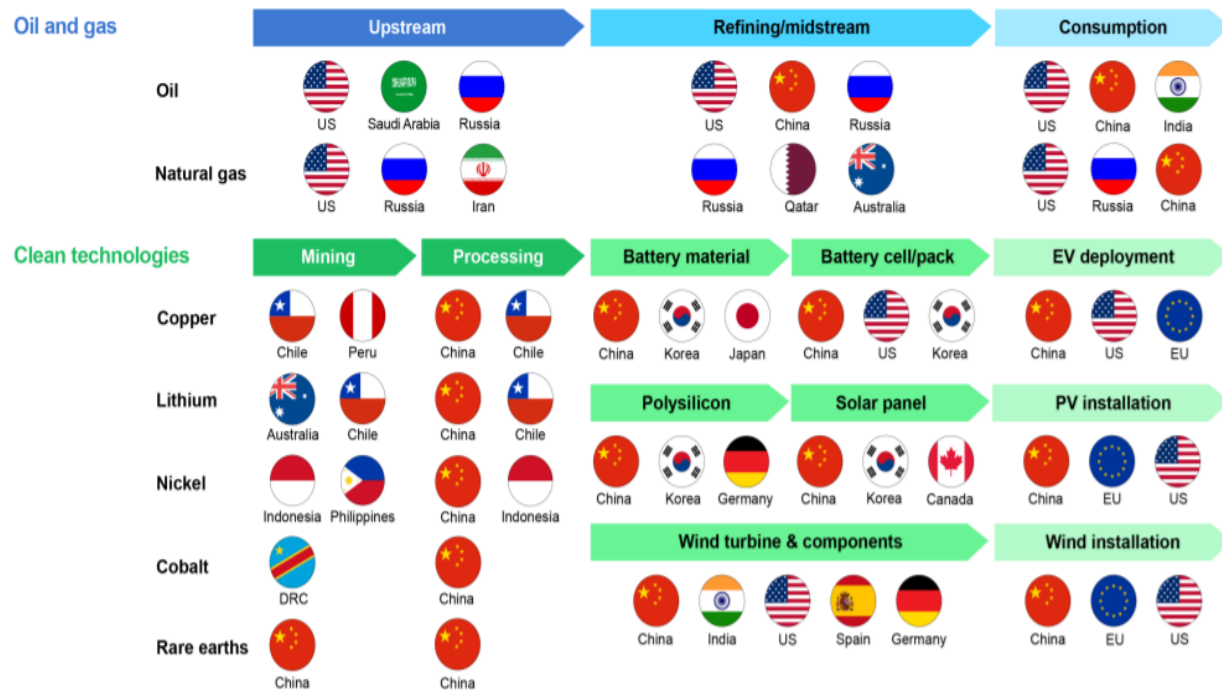 Oil and gas
Upstream
Refining/midstream
Consumption
Oil
US
Saudi Arabia
Russia
US
China
Russia
US
China
India
Natural gas
US
Russia
Iran
Russia
Qatar
Australia
US
Russia
China
Clean technologies
Mining
Processing
Battery material
Battery cell/pack
EV deployment
Copper
Chile
Peru
China
Chile
China
Korea
Japan
China
US
Korea
China
US
EU
Lithium
Australia
Chile
China
Chile
Polysilicon
Solar panel
PV installation
Nickel
Indonesia
Philippines
China
Indonesia
China
Korea
Germany
China
Korea
Canada
China
EU
US
Cobalt
DRC
China
Wind turbine & components
Wind installation
China
India
US
Spain
Germany
China
EU
US
Rare earths
China
China